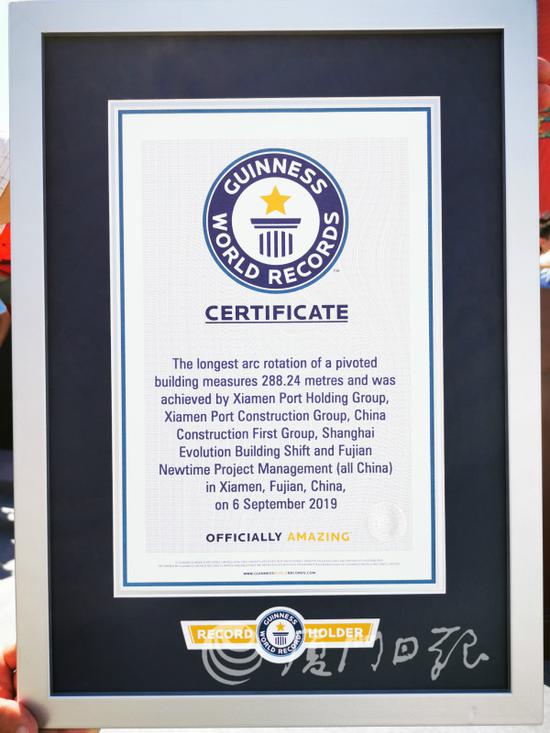 GUINNESS
WORLD RECORDS
CERTIFICATE
The longest arc rotation of a pivoted
building measures 288.24 metres and was
achieved by Xiamen Port Holding Group,
Xiamen Port Construction Group, China
Construction First Group, Shanghai
Evolution Building Shift and Fujian
Newtime Project Management (all China)
in Xiamen, Fujian, China,
on 6 September 2019
OFFICIALLY AMAZING
WWW.GUINNESSWORLDRECORDS.COM
RECORD HOLDER
GUINNESS
WORLD RECORDS
厦门日报